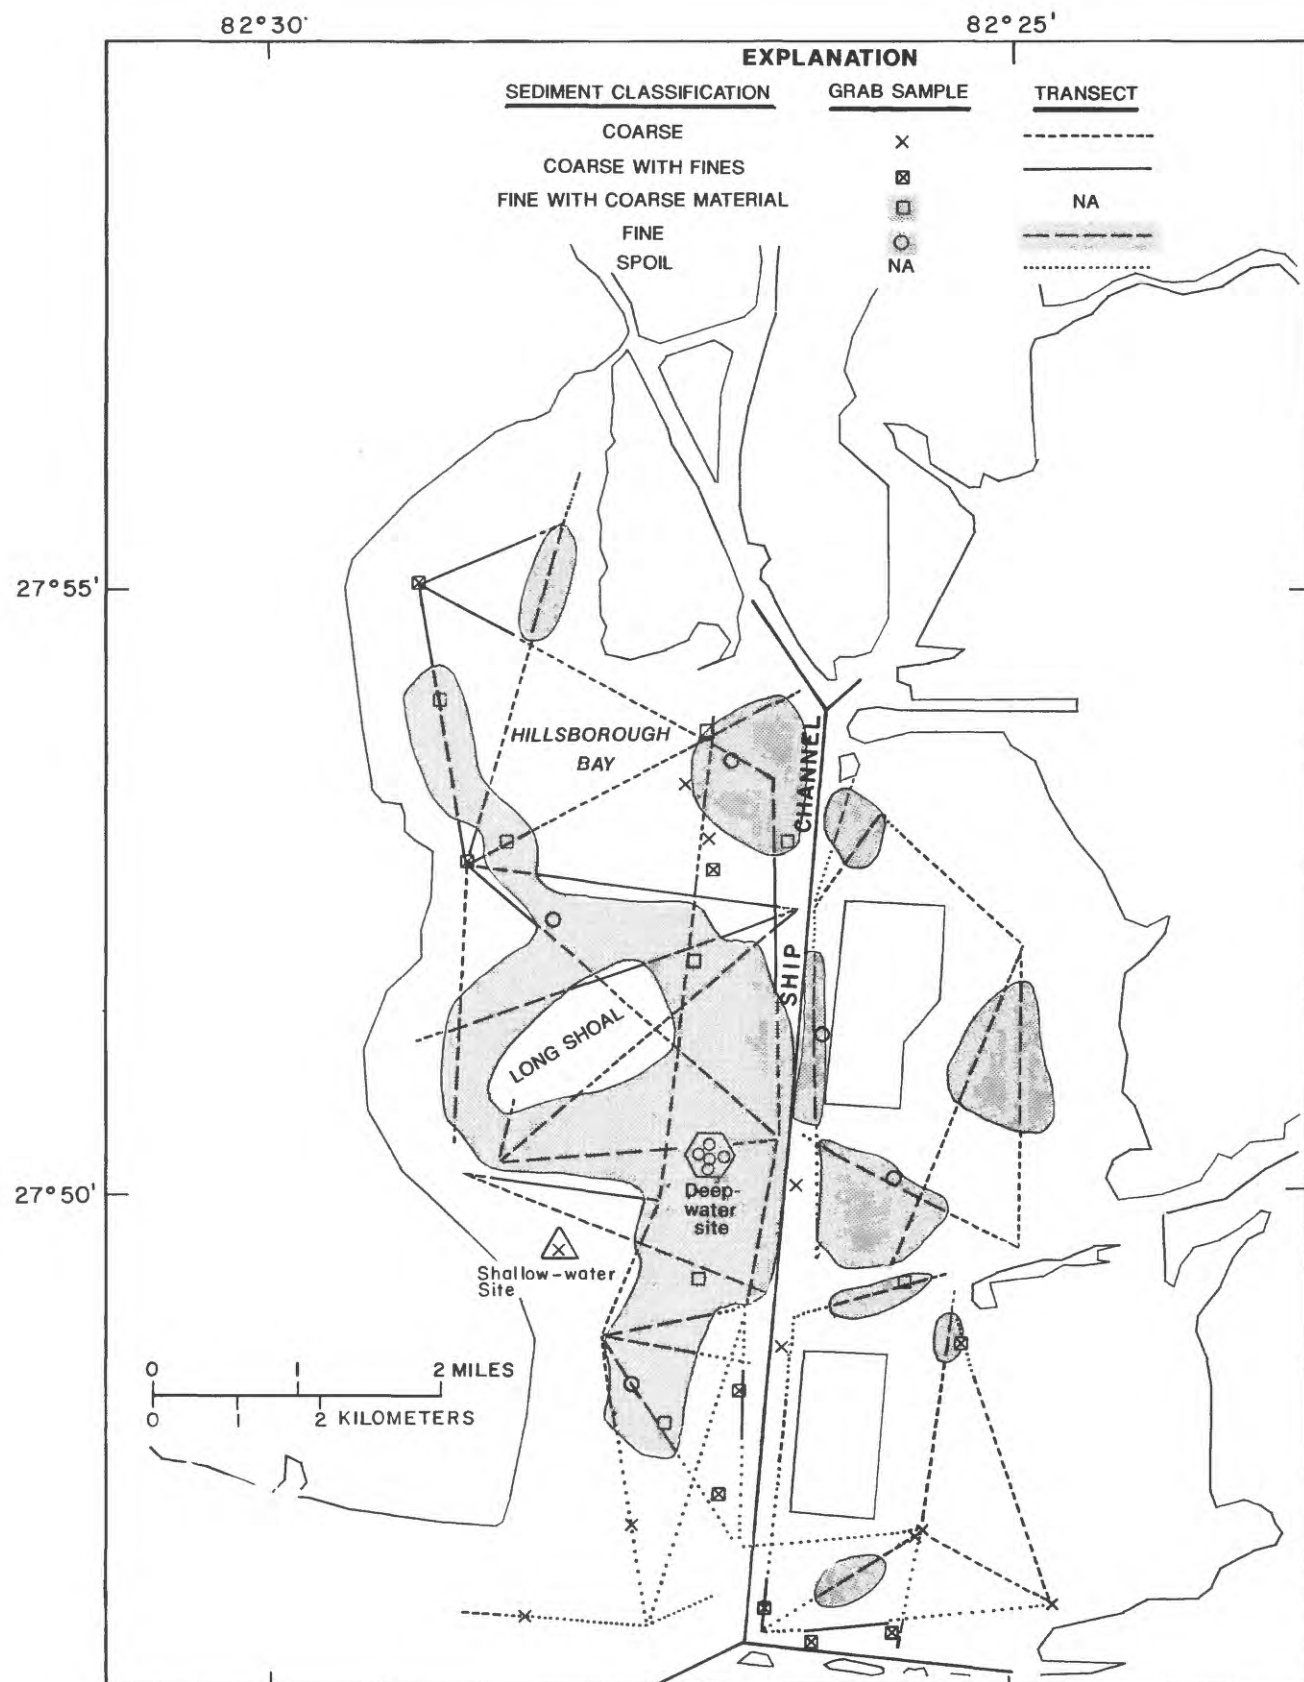 82°30'
82°25'
EXPLANATION
SEDIMENT CLASSIFICATION
GRAB SAMPLE
TRANSECT
COARSE
COARSE WITH FINES
FINE WITH COARSE MATERIAL
NA
FINE
SPOIL
NA
27°55'
HILLSBOROUGH
BAY
SHIP CHANNEL
LONG SHOAL
27°50'
Deep-
water
site
Shallow-water
Site
0 1 2 MILES
0 1 2 KILOMETERS